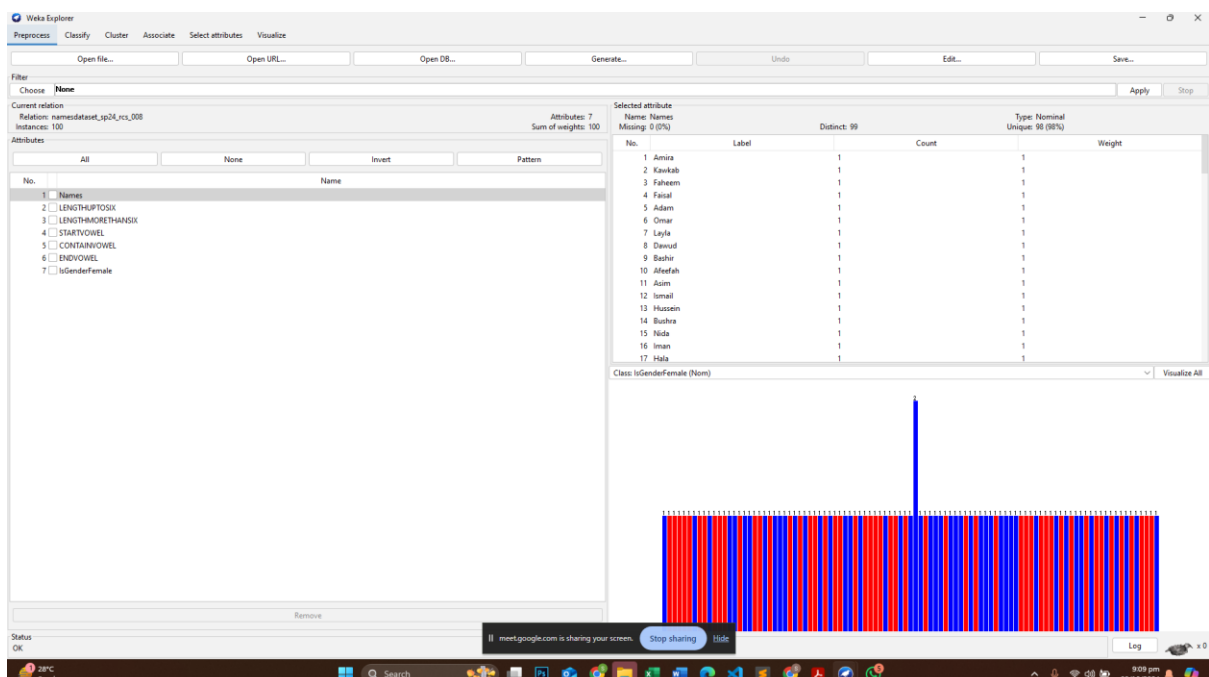 Weka Explorer
Preprocess Classify Cluster Associate Select attributes Visualize
Open file... Open URL... Open DB... Generate... Undo Edit... Save...
Filter
Choose None Apply Stop
Current relation
Relation: namesdataset_sp24_rcs_008 Attributes: 7
Instances: 100 Sum of weights: 100
Attributes
All None Invert Pattern
No. Name
1 Names
2 LENGTHUPTOSIX
3 LENGTHMORETHANSIX
4 STARTVOWEL
5 CONTAINVOWEL
6 ENDVOWEL
7 IsGenderFemale
Remove
Selected attribute
Name: Names Type: Nominal
Missing: 0 (0%) Distinct: 99 Unique: 98 (98%)
No. Label Count Weight
1 Amira 1 1
2 Kawkab 1 1
3 Faheem 1 1
4 Faisal 1 1
5 Adam 1 1
6 Omar 1 1
7 Layla 1 1
8 Dawud 1 1
9 Bashir 1 1
10 Afeefah 1 1
11 Asim 1 1
12 Ismail 1 1
13 Hussein 1 1
14 Bushra 1 1
15 Nida 1 1
16 Iman 1 1
17 Hala 1 1
Class: IsGenderFemale (Nom) Visualize All
2
Status
OK
meet.google.com is sharing your screen. Stop sharing Hide
Log x 0
1 28°C
Search
9:09 pm